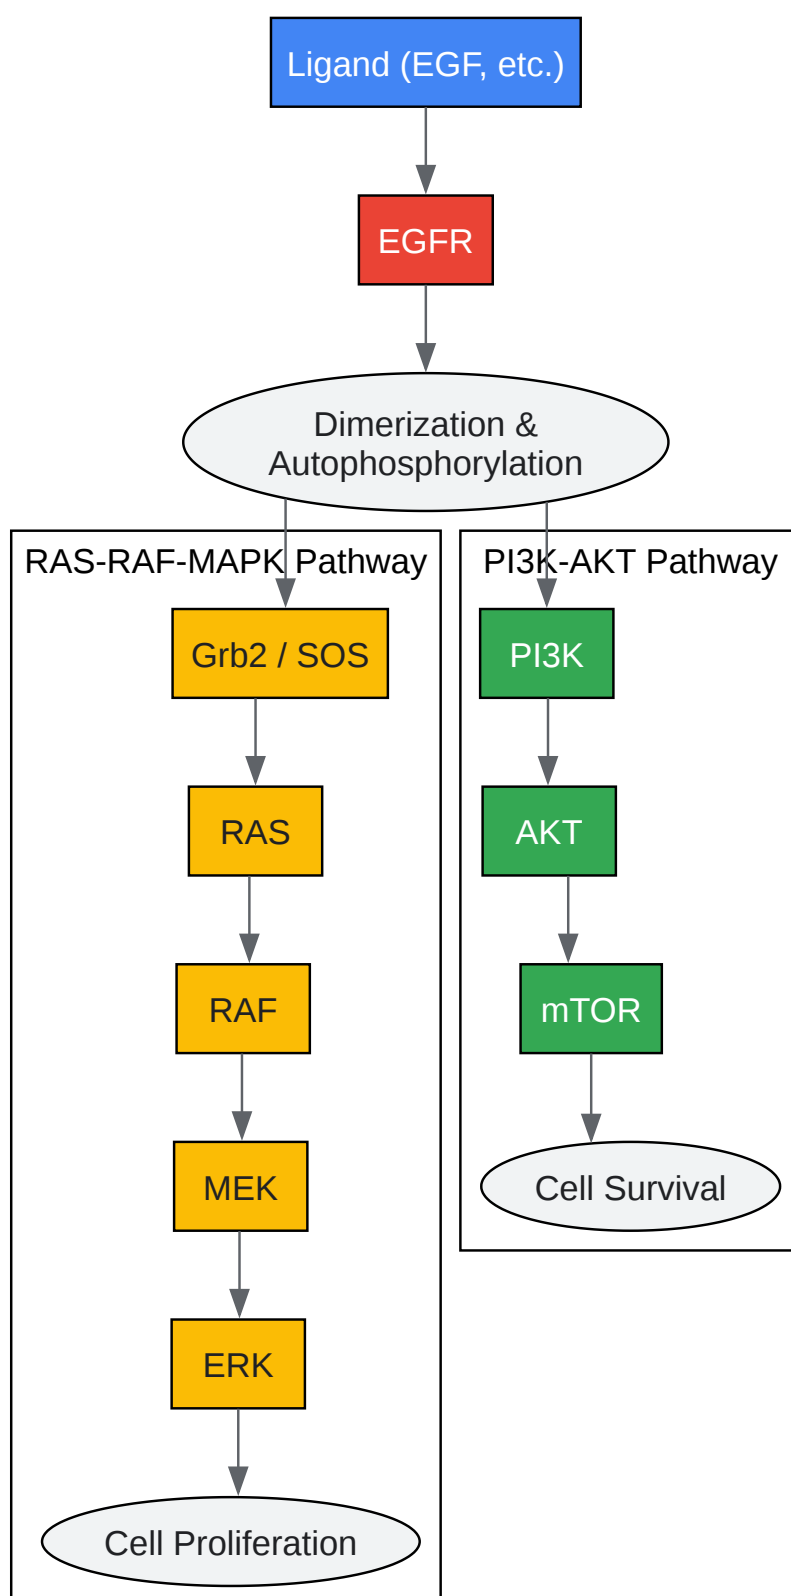 Ligand (EGF, etc.)
EGFR
Dimerization &
Autophosphorylation
RAS-RAF-MAPK Pathway
Grb2 / SOS
RAS
RAF
MEK
ERK
Cell Proliferation
PI3K-AKT Pathway
PI3K
AKT
mTOR
Cell Survival